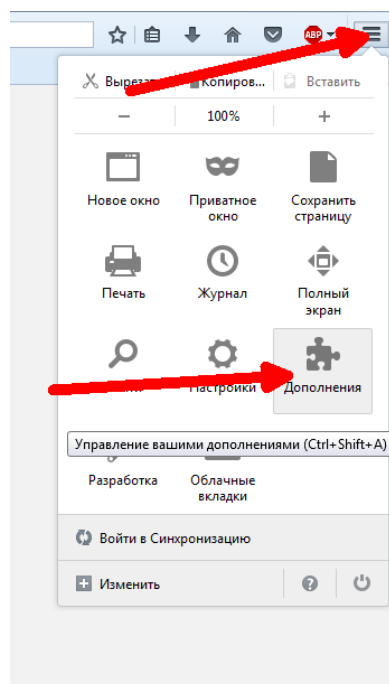 ABP
Копиров... Вставить
100%
Новое окно Приватное окно Сохранить страницу
Печать Журнал Полный экран
Настройки Дополнения
Управление вашими дополнениями (Ctrl+Shift+A)
Разработка Облачные вкладки
Войти в Синхронизацию
Изменить